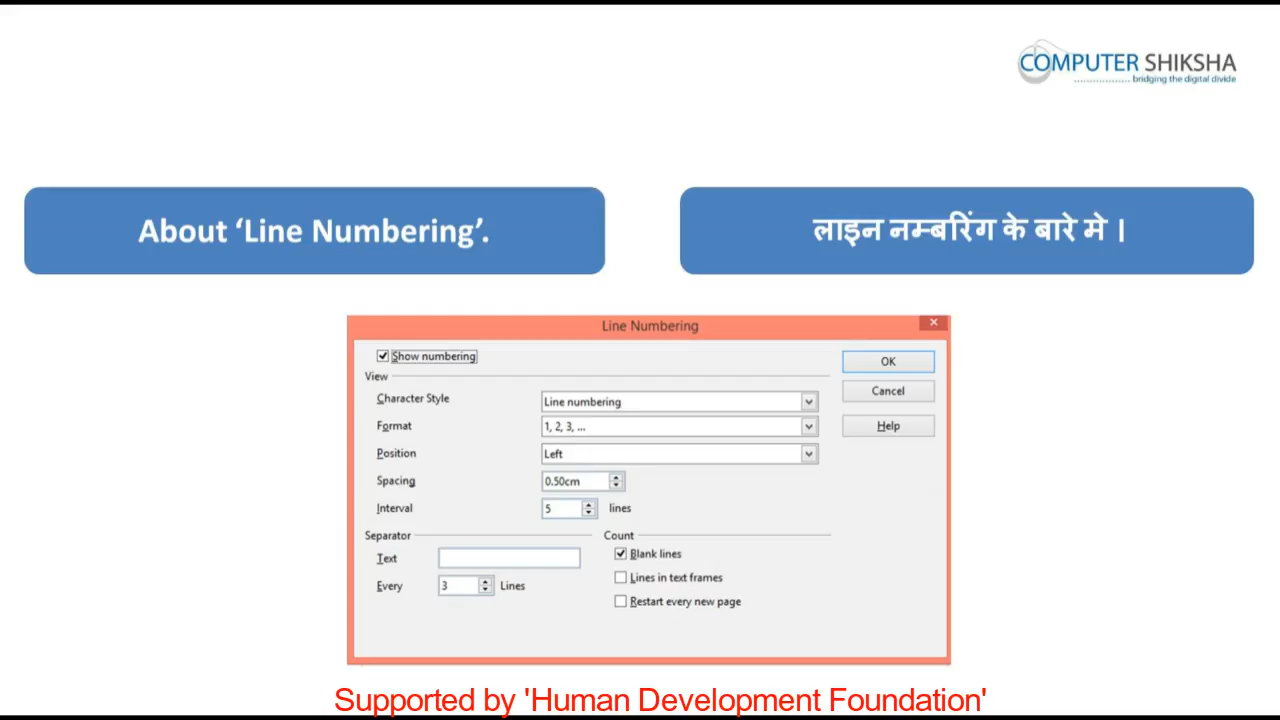 COMPUTER SHIKSHA
bridging the digital divide
About ‘Line Numbering’.
लाइन नम्बरिंग के बारे मे ।
Line Numbering
Show numbering
OK
View
Cancel
Character Style Line numbering
Format 1, 2, 3, ...
Help
Position Left
Spacing 0.50cm
Interval 5 lines
Separator Count
Text Blank lines
Lines in text frames
Every 3 Lines
Restart every new page
Supported by 'Human Development Foundation'